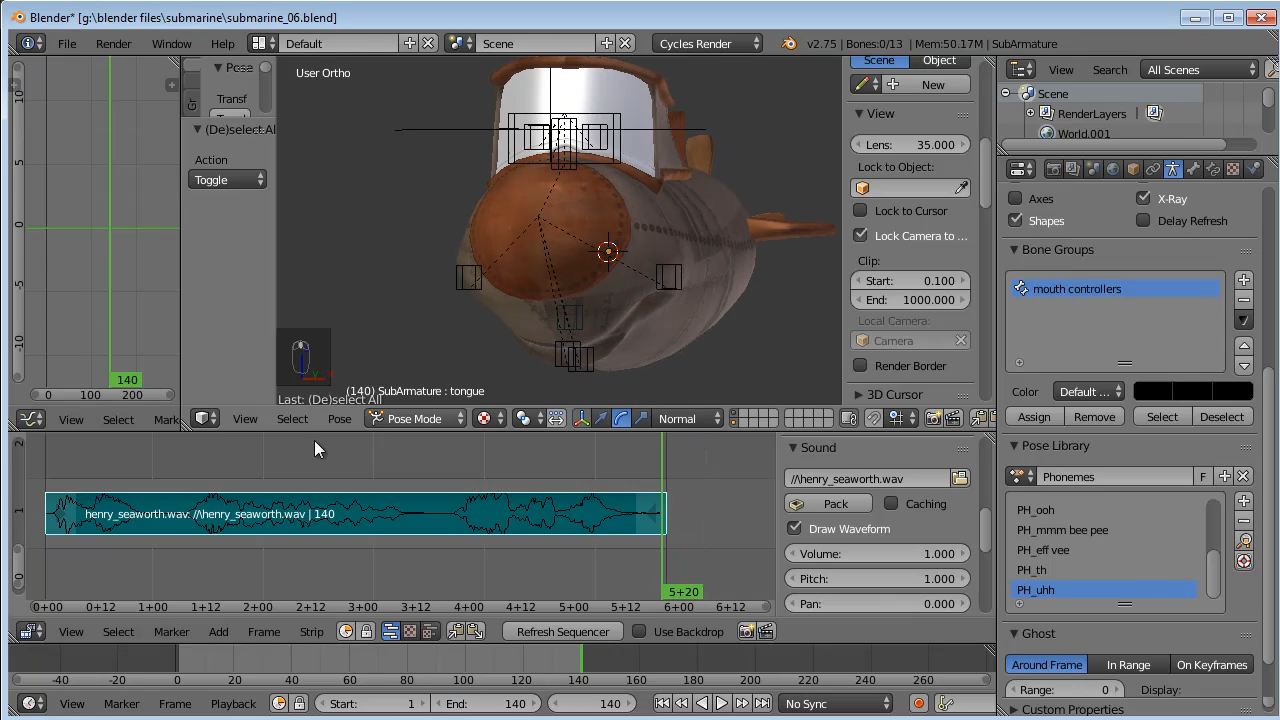 Blender* [g:\blender files\submarine\submarine_06.blend]
File Render Window Help Default Scene Cycles Render v2.75 | Bones:0/13 | Mem:50.17M | SubArmature
10
5
0
-5
-10
140
0 100 200
View Select Mark
Pose
Gr
Transf
(De)select Al
Action
Toggle
User Ortho
(140) SubArmature : tongue
Last: (De)select All
View Select Pose Pose Mode Normal
Scene Object
New
View
Lens: 35.000
Lock to Object:
Lock to Cursor
Lock Camera to ...
Clip:
Start: 0.100
End: 1000.000
Local Camera:
Camera
Render Border
3D Cursor
View Search All Scenes
Scene
RenderLayers |
World.001
Axes X-Ray
Shapes Delay Refresh
Bone Groups
mouth controllers
Color Default ...
Assign Remove Select Deselect
Pose Library
Phonemes F
PH_ooh
PH_mmm bee pee
PH_eff vee
PH_th
PH_uhh
Ghost
Around Frame In Range On Keyframes
Range: 0 Display:
Custom Properties
2
1
0
henry_seaworth.wav: //henry_seaworth.wav | 140
5+20
0+00 0+12 1+00 1+12 2+00 2+12 3+00 3+12 4+00 4+12 5+00 5+12 6+00 6+12
View Select Marker Add Frame Strip Refresh Sequencer Use Backdrop
Sound
//henry_seaworth.wav
Pack Caching
Draw Waveform
Volume: 1.000
Pitch: 1.000
Pan: 0.000
-40 -20 0 20 40 60 80 100 120 140 160 180 200 220 240 260
View Marker Frame Playback Start: 1 End: 140 140 No Sync